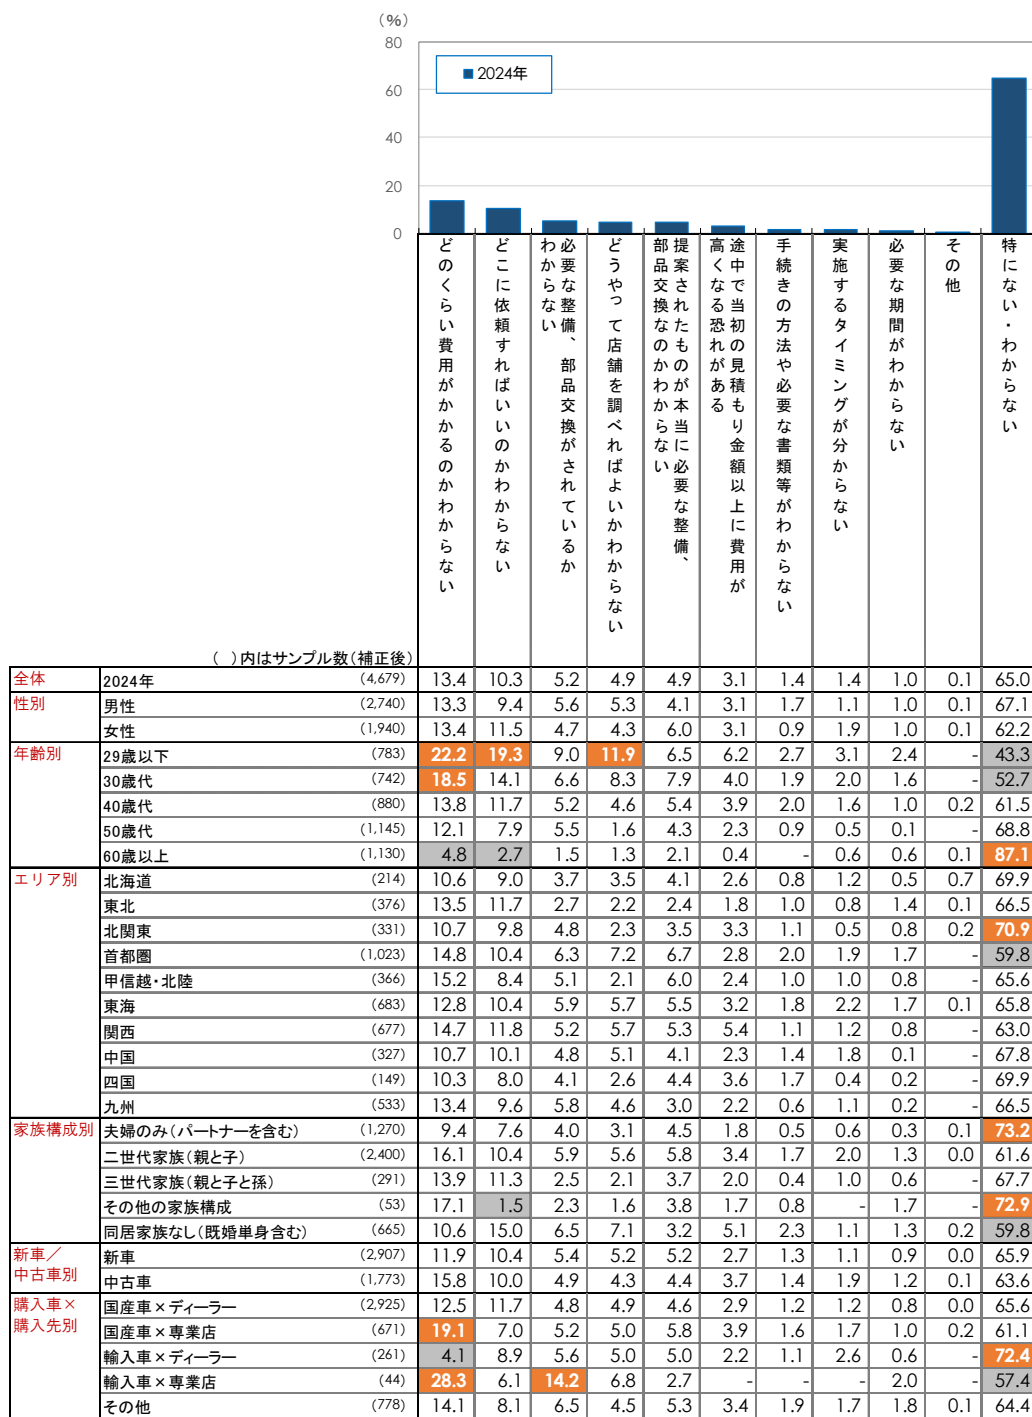 (%)
80
60
40
20
0
■2024年
どのくらい費用がかかるのかわからない
どこに依頼すればいいのかわからない
必要な整備、部品交換がされているか
わからない
どうやって店舗を調べればよいかわからない
提案されたものが本当に必要な整備、
部品交換なのかわからない
途中で当初の見積もり金額以上に費用が
高くなる恐れがある
手続きの方法や必要な書類等がわからない
実施するタイミングが分からない
必要な期間がわからない
その他
特にない・わからない
( )内はサンプル数(補正後)
全体 2024年 (4,679) 13.4 10.3 5.2 4.9 4.9 3.1 1.4 1.4 1.0 0.1 65.0
性別 男性 (2,740) 13.3 9.4 5.6 5.3 4.1 3.1 1.7 1.1 1.0 0.1 67.1
女性 (1,940) 13.4 11.5 4.7 4.3 6.0 3.1 0.9 1.9 1.0 0.1 62.2
年齢別 29歳以下 (783) 22.2 19.3 9.0 11.9 6.5 6.2 2.7 3.1 2.4 - 43.3
30歳代 (742) 18.5 14.1 6.6 8.3 7.9 4.0 1.9 2.0 1.6 - 52.7
40歳代 (880) 13.8 11.7 5.2 4.6 5.4 3.9 2.0 1.6 1.0 0.2 61.5
50歳代 (1,145) 12.1 7.9 5.5 1.6 4.3 2.3 0.9 0.5 0.1 - 68.8
60歳以上 (1,130) 4.8 2.7 1.5 1.3 2.1 0.4 - 0.6 0.6 0.1 87.1
エリア別 北海道 (214) 10.6 9.0 3.7 3.5 4.1 2.6 0.8 1.2 0.5 0.7 69.9
東北 (376) 13.5 11.7 2.7 2.2 2.4 1.8 1.0 0.8 1.4 0.1 66.5
北関東 (331) 10.7 9.8 4.8 2.3 3.5 3.3 1.1 0.5 0.8 0.2 70.9
首都圏 (1,023) 14.8 10.4 6.3 7.2 6.7 2.8 2.0 1.9 1.7 - 59.8
甲信越・北陸 (366) 15.2 8.4 5.1 2.1 6.0 2.4 1.0 1.0 0.8 - 65.6
東海 (683) 12.8 10.4 5.9 5.7 5.5 3.2 1.8 2.2 1.7 0.1 65.8
関西 (677) 14.7 11.8 5.2 5.7 5.3 5.4 1.1 1.2 0.8 - 63.0
中国 (327) 10.7 10.1 4.8 5.1 4.1 2.3 1.4 1.8 0.1 - 67.8
四国 (149) 10.3 8.0 4.1 2.6 4.4 3.6 1.7 0.4 0.2 - 69.9
九州 (533) 13.4 9.6 5.8 4.6 3.0 2.2 0.6 1.1 0.2 - 66.5
家族構成別 夫婦のみ(パートナーを含む) (1,270) 9.4 7.6 4.0 3.1 4.5 1.8 0.5 0.6 0.3 0.1 73.2
二世代家族(親と子) (2,400) 16.1 10.4 5.9 5.6 5.8 3.4 1.7 2.0 1.3 0.0 61.6
三世代家族(親と子と孫) (291) 13.9 11.3 2.5 2.1 3.7 2.0 0.4 1.0 0.6 - 67.7
その他の家族構成 (53) 17.1 1.5 2.3 1.6 3.8 1.7 0.8 - 1.7 - 72.9
同居家族なし(既婚単身含む) (665) 10.6 15.0 6.5 7.1 3.2 5.1 2.3 1.1 1.3 0.2 59.8
新車/ 新車 (2,907) 11.9 10.4 5.4 5.2 5.2 2.7 1.3 1.1 0.9 0.0 65.9
中古車別 中古車 (1,773) 15.8 10.0 4.9 4.3 4.4 3.7 1.4 1.9 1.2 0.1 63.6
購入車× 国産車×ディーラー (2,925) 12.5 11.7 4.8 4.9 4.6 2.9 1.2 1.2 0.8 0.0 65.6
購入先別 国産車×専業店 (671) 19.1 7.0 5.2 5.0 5.8 3.9 1.6 1.7 1.0 0.2 61.1
輸入車×ディーラー (261) 4.1 8.9 5.6 5.0 5.0 2.2 1.1 2.6 0.6 - 72.4
輸入車×専業店 (44) 28.3 6.1 14.2 6.8 2.7 - - - 2.0 - 57.4
その他 (778) 14.1 8.1 6.5 4.5 5.3 3.4 1.9 1.7 1.8 0.1 64.4